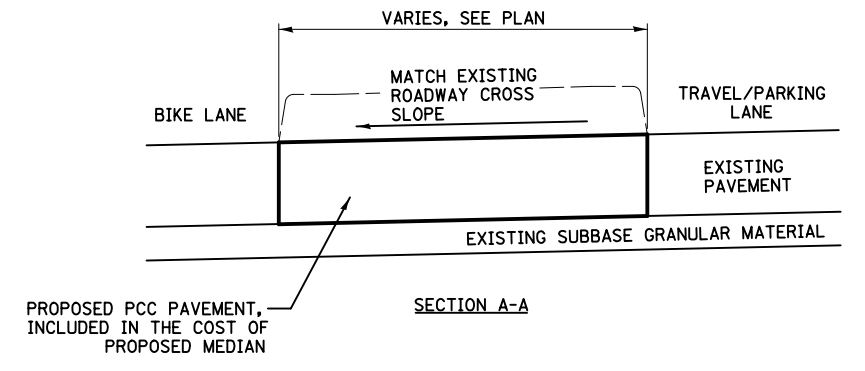 VARIES, SEE PLAN
MATCH EXISTING
ROADWAY CROSS
SLOPE
BIKE LANE
TRAVEL/PARKING
LANE
EXISTING
PAVEMENT
EXISTING SUBBASE GRANULAR MATERIAL
PROPOSED PCC PAVEMENT,
INCLUDED IN THE COST OF
PROPOSED MEDIAN
SECTION A-A